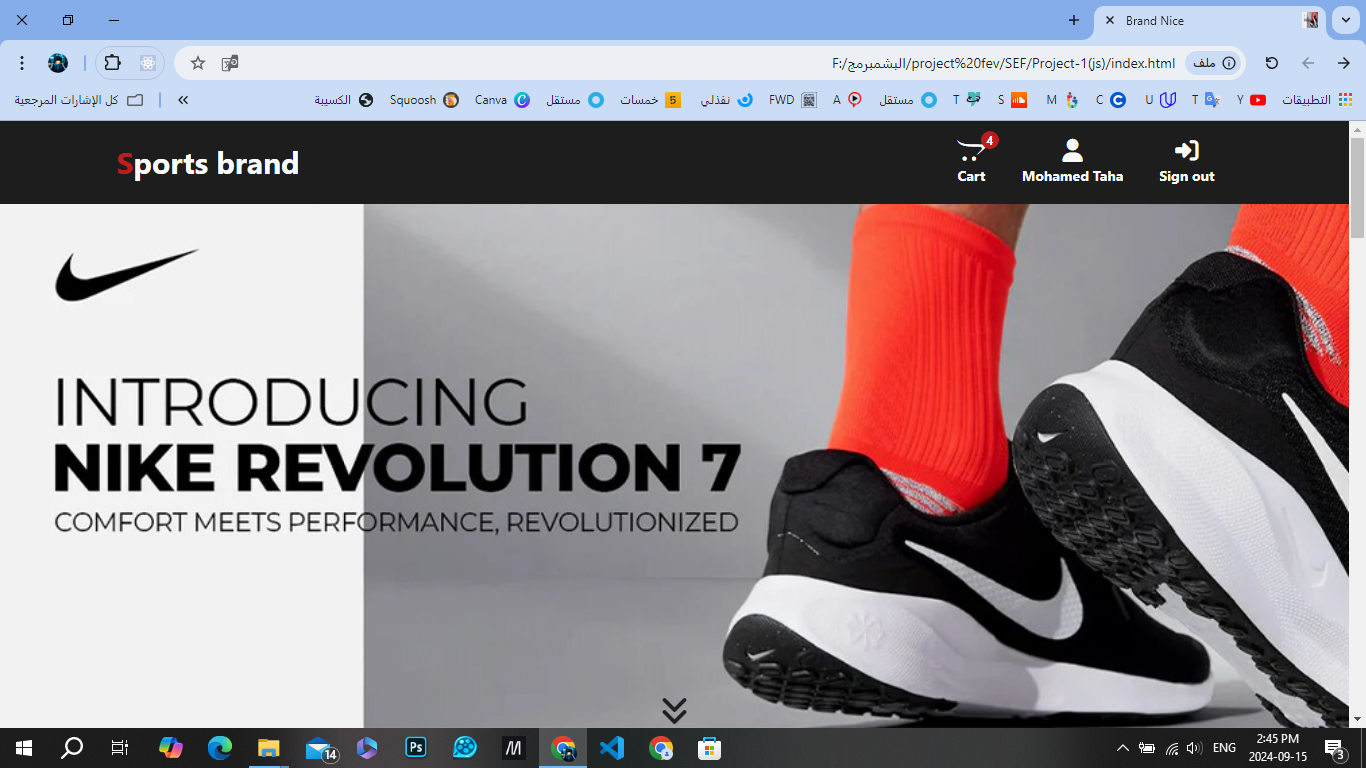 Brand Nice
F:/البشمبرمج/project%20fev/SEF/Project-1(js)/index.html
ملف
التطبيقات
Y
T
U
C
M
S
T
مستقل
A
FWD
نفذلي
5 خمسات
مستقل
Canva
Squoosh
الكسيبة
كل الإشارات المرجعية
Sports brand
4
Cart
Mohamed Taha
Sign out
INTRODUCING
NIKE REVOLUTION 7
COMFORT MEETS PERFORMANCE, REVOLUTIONIZED
14
Ps
ENG
2:45 PM
2024-09-15
3